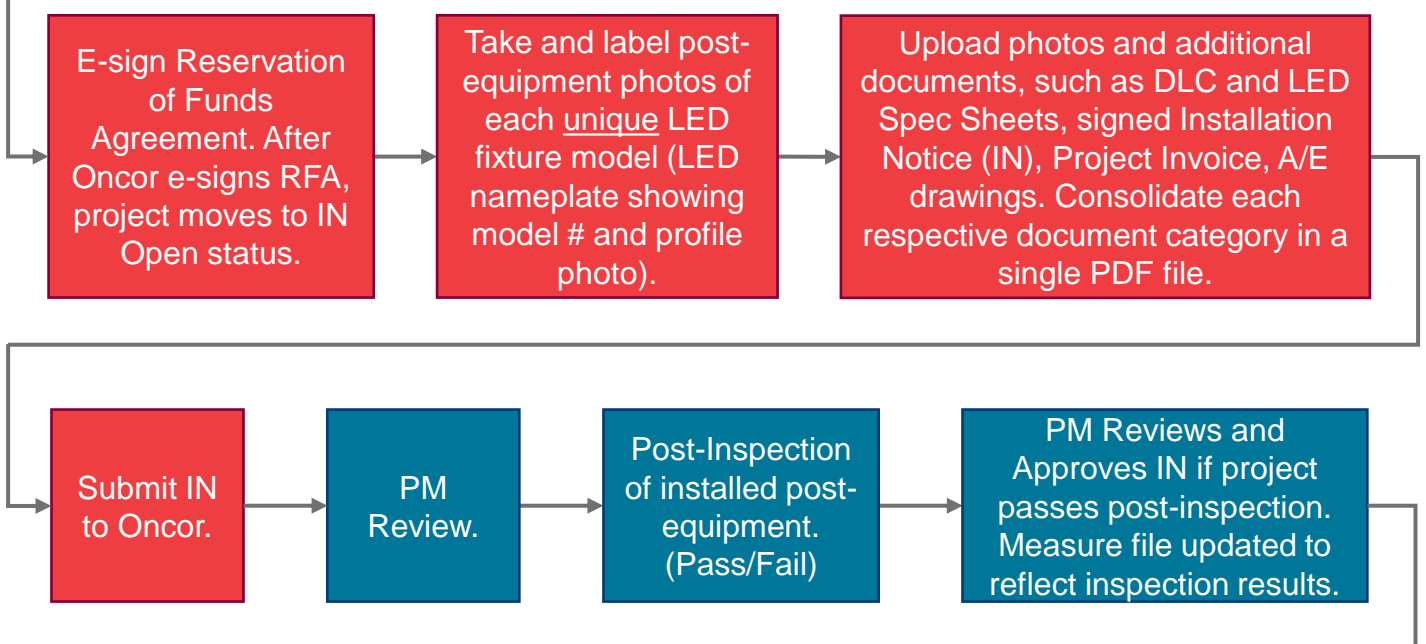 E-sign Reservation
of Funds
Agreement. After
Oncor e-signs RFA,
project moves to IN
Open status.
Take and label post-
equipment photos of
each unique LED
fixture model (LED
nameplate showing
model # and profile
photo).
Upload photos and additional
documents, such as DLC and LED
Spec Sheets, signed Installation
Notice (IN), Project Invoice, A/E
drawings. Consolidate each
respective document category in a
single PDF file.
Submit IN
to Oncor.
PM
Review.
Post-Inspection
of installed post-
equipment.
(Pass/Fail)
PM Reviews and
Approves IN if project
passes post-inspection.
Measure file updated to
reflect inspection results.